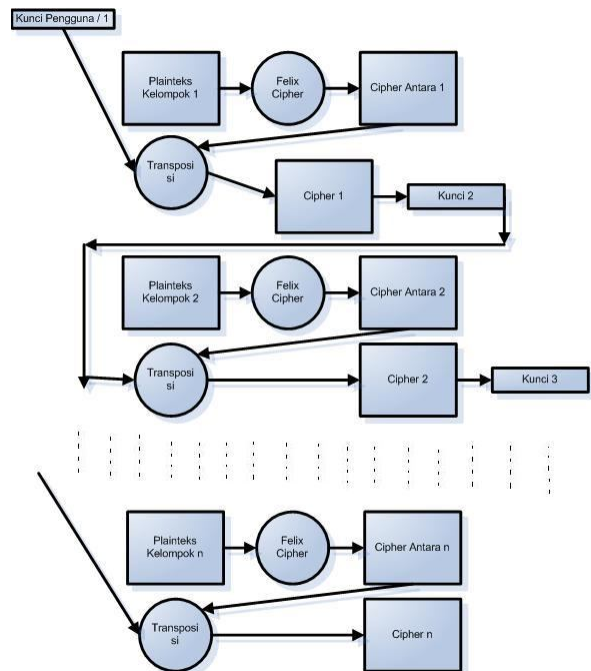 Kunci Pengguna / 1
Plainteks
Kelompok 1
Felix
Cipher
Cipher Antara 1
Transposi
si
Cipher 1
Kunci 2
Plainteks
Kelompok 2
Felix
Cipher
Cipher Antara 2
Transposi
si
Cipher 2
Kunci 3
Plainteks
Kelompok n
Felix
Cipher
Cipher Antara n
Transposi
si
Cipher n